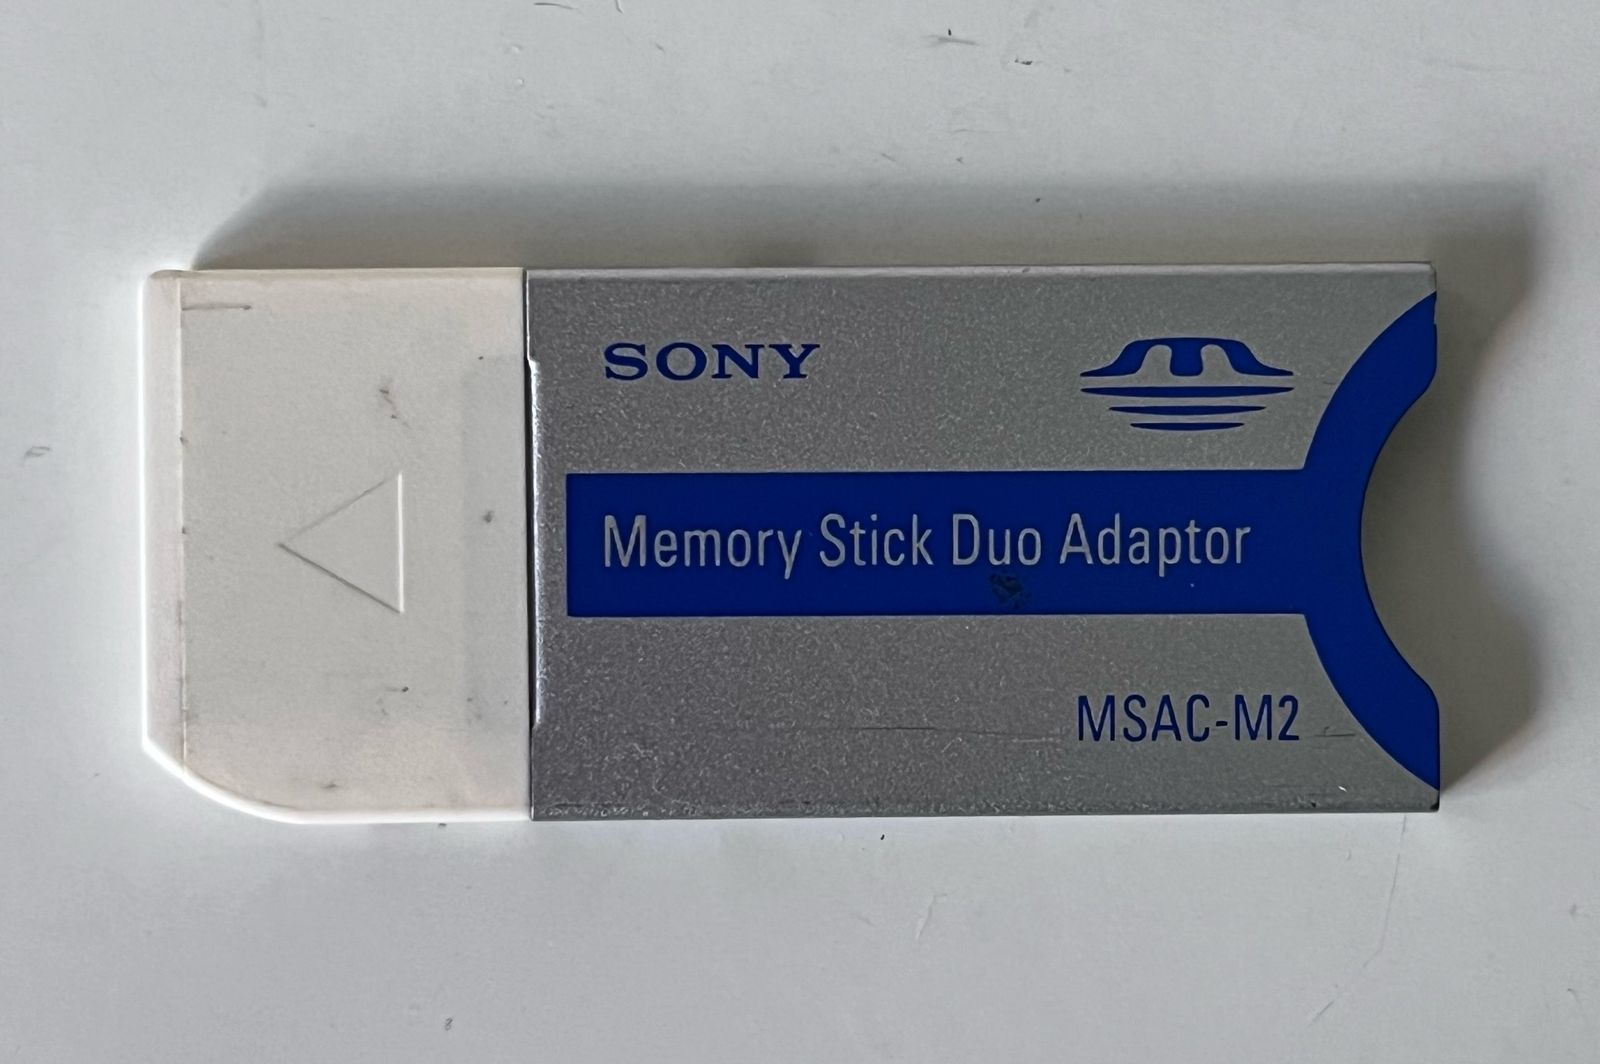 SONY
Memory Stick Duo Adaptor
MSAC-M2